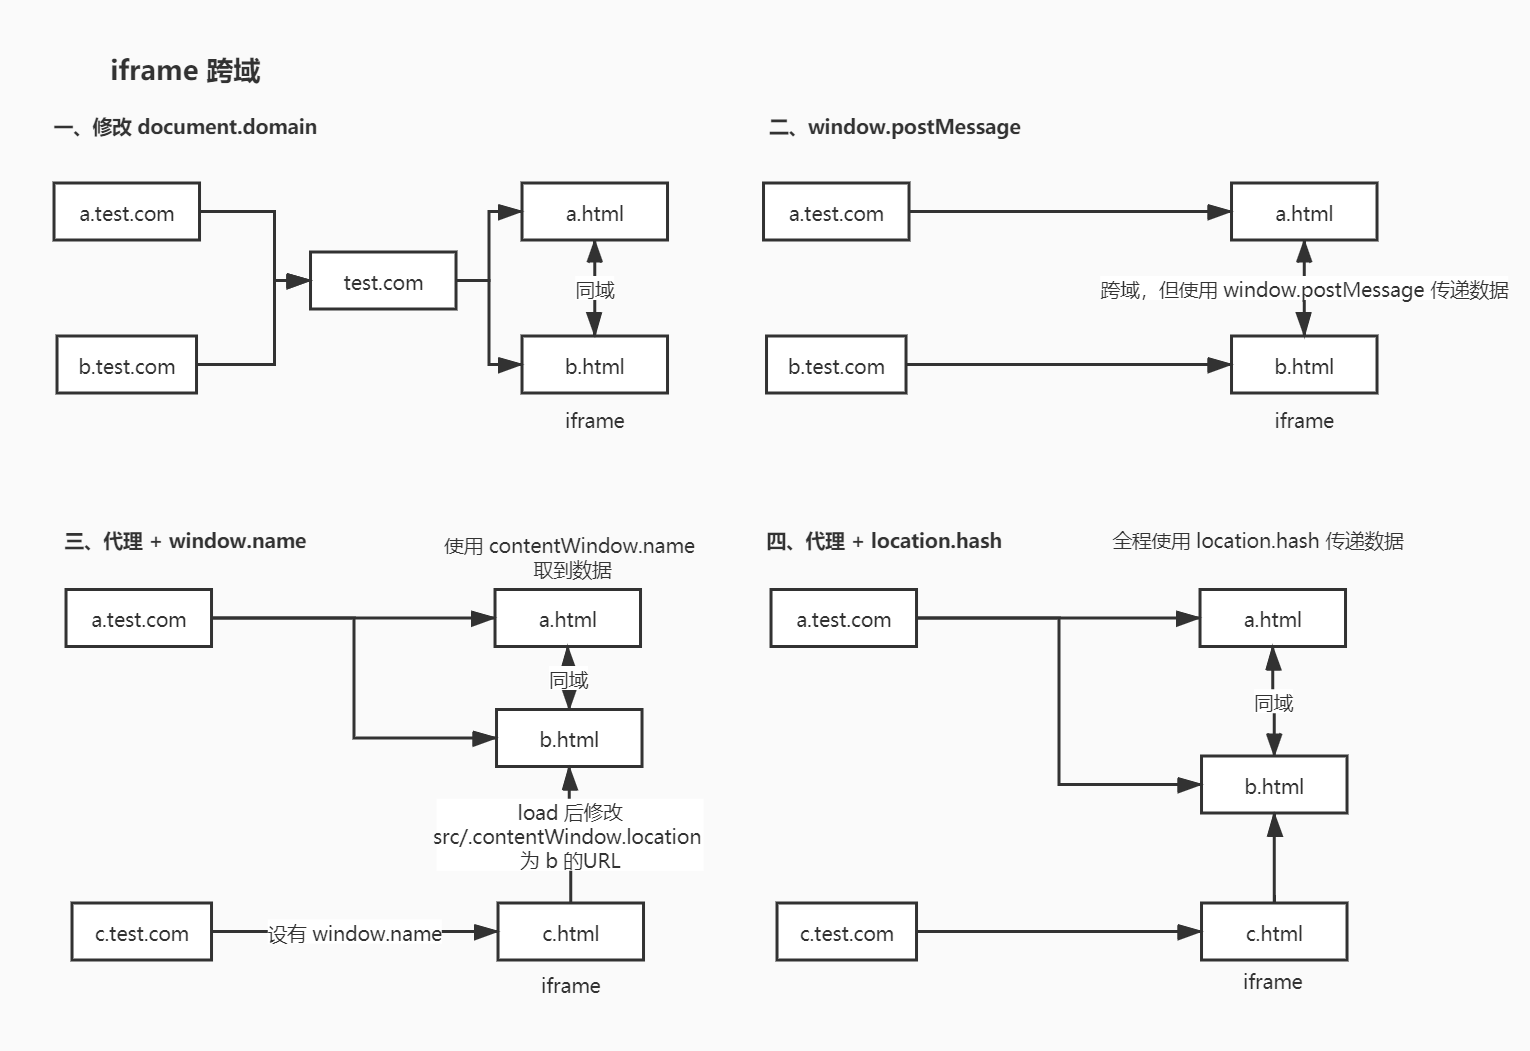 iframe 跨域
一、修改 document.domain
a.test.com
b.test.com
test.com
a.html
同域
b.html
iframe
二、window.postMessage
a.test.com
b.test.com
a.html
跨域，但使用 window.postMessage 传递数据
b.html
iframe
三、代理 + window.name
使用 contentWindow.name
取到数据
a.test.com
a.html
同域
b.html
load 后修改
src/.contentWindow.location
为 b 的URL
c.test.com
设有 window.name
c.html
iframe
四、代理 + location.hash
全程使用 location.hash 传递数据
a.test.com
a.html
同域
b.html
c.test.com
c.html
iframe